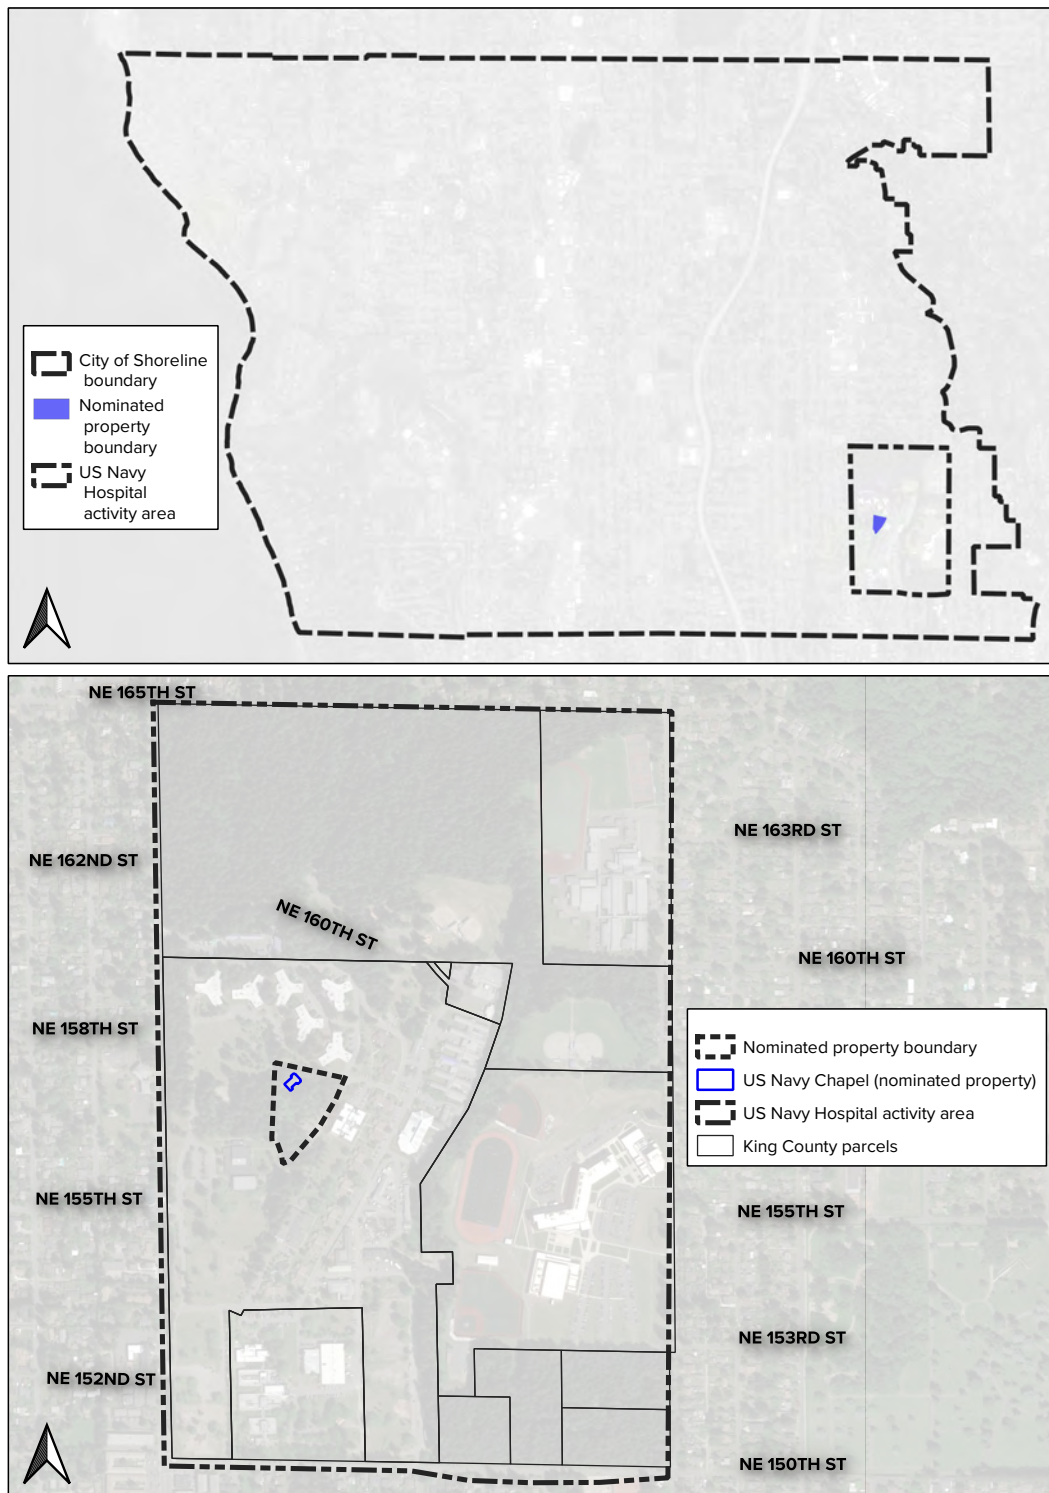 City of Shoreline
boundary
Nominated
property
boundary
US Navy
Hospital
activity area
NE 165TH ST
NE 163RD ST
NE 162ND ST
NE 160TH ST
NE 160TH ST
NE 158TH ST
Nominated property boundary
US Navy Chapel (nominated property)
US Navy Hospital activity area
King County parcels
NE 155TH ST
NE 155TH ST
NE 153RD ST
NE 152ND ST
NE 150TH ST